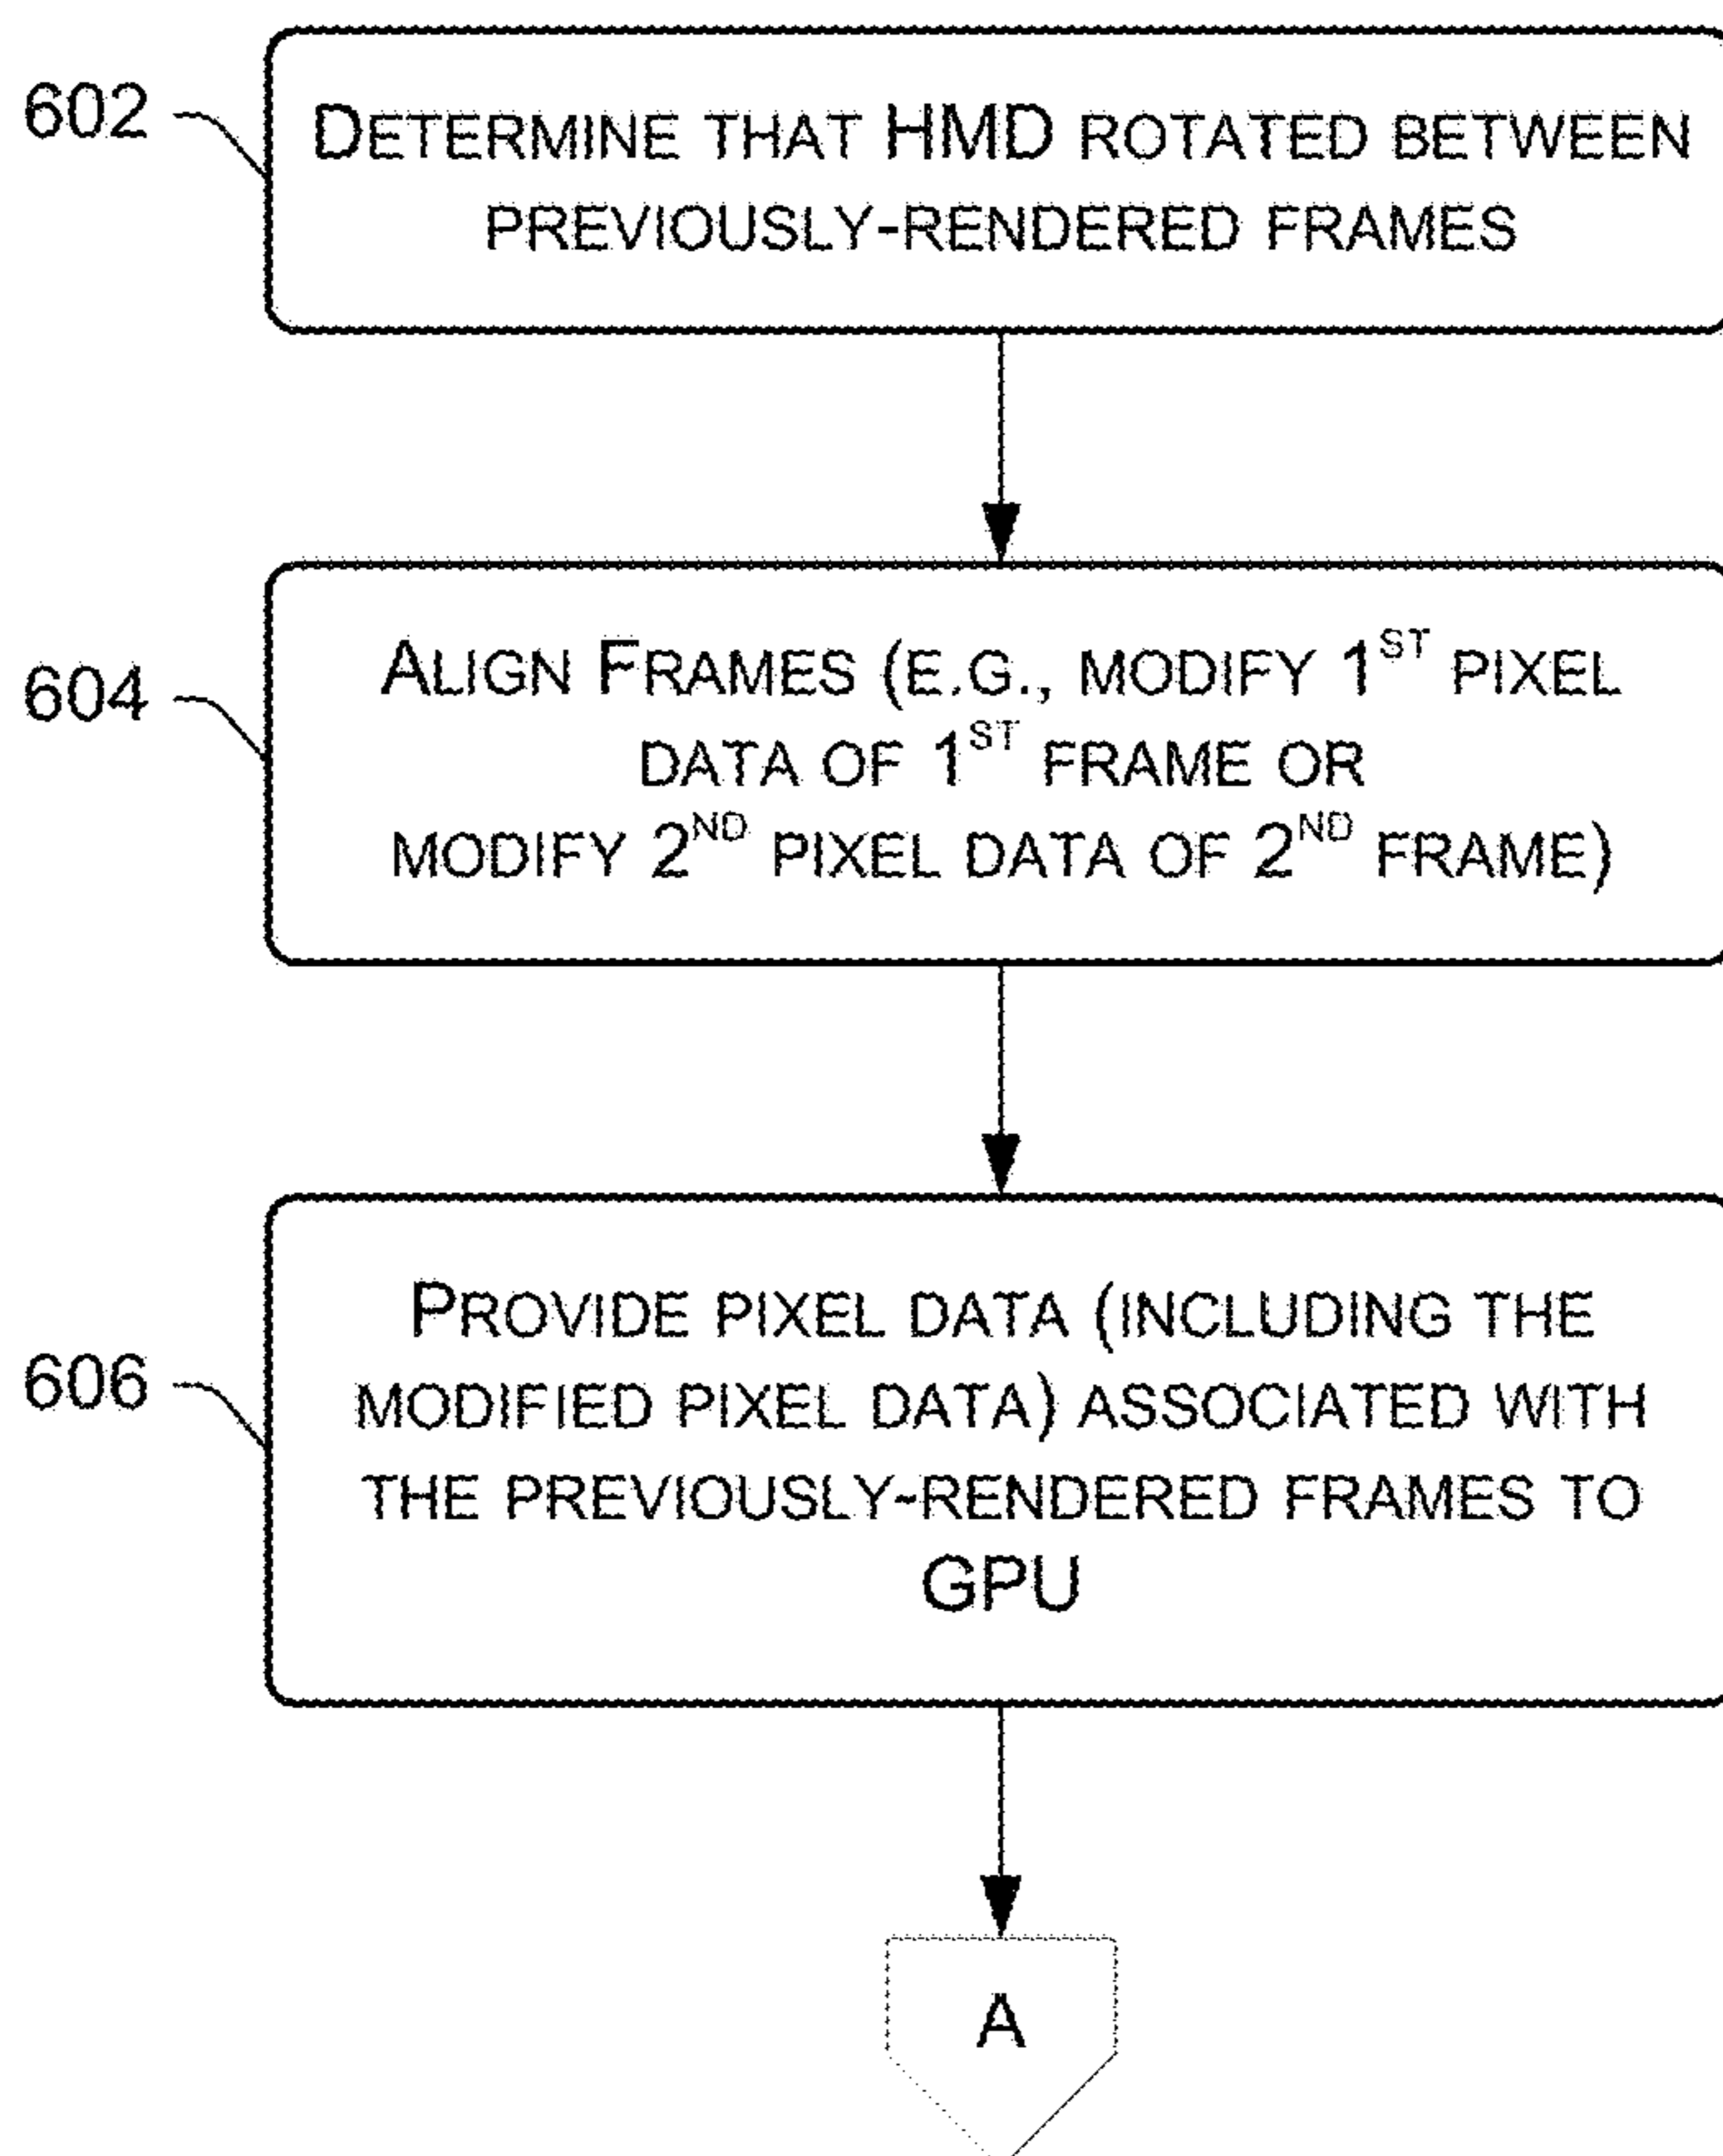 602
DETERMINE THAT HMD ROTATED BETWEEN
PREVIOUSLY-RENDERED FRAMES
604
ALIGN FRAMES (E.G., MODIFY 1ST PIXEL
DATA OF 1ST FRAME OR
MODIFY 2ND PIXEL DATA OF 2ND FRAME)
606
PROVIDE PIXEL DATA (INCLUDING THE
MODIFIED PIXEL DATA) ASSOCIATED WITH
THE PREVIOUSLY-RENDERED FRAMES TO
GPU
A